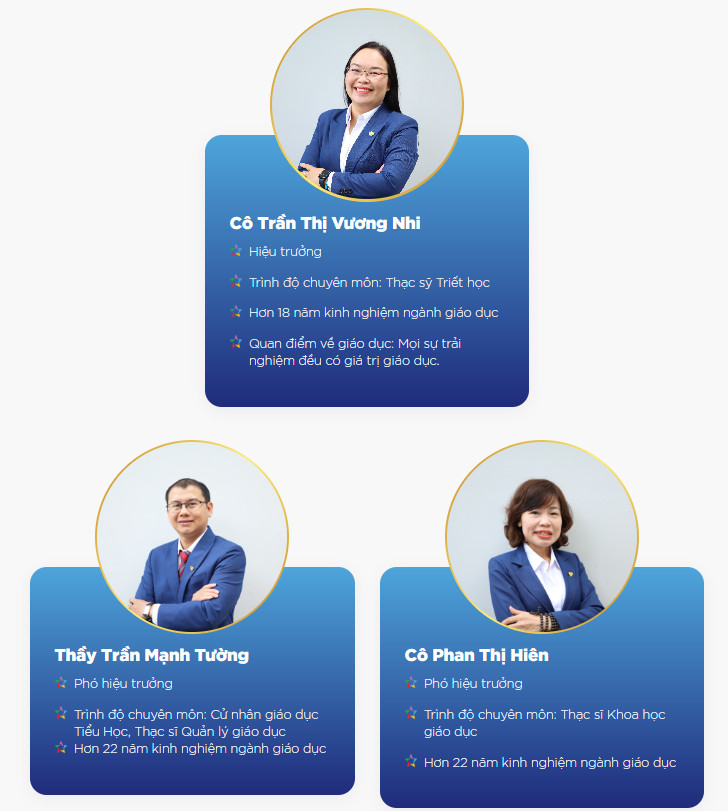 Cô Trần Thị Vương Nhi
Hiệu trưởng
Trình độ chuyên môn: Thạc sỹ Triết học
Hơn 18 năm kinh nghiệm ngành giáo dục
Quan điểm về giáo dục: Mọi sự trải
nghiệm đều có giá trị giáo dục.
Thầy Trần Mạnh Tường
Phó hiệu trưởng
Trình độ chuyên môn: Cử nhân giáo dục
Tiểu Học, Thạc sĩ Quản lý giáo dục
Hơn 22 năm kinh nghiệm ngành giáo dục
Cô Phan Thị Hiên
Phó hiệu trưởng
Trình độ chuyên môn: Thạc sĩ Khoa học
giáo dục
Hơn 22 năm kinh nghiệm ngành giáo dục